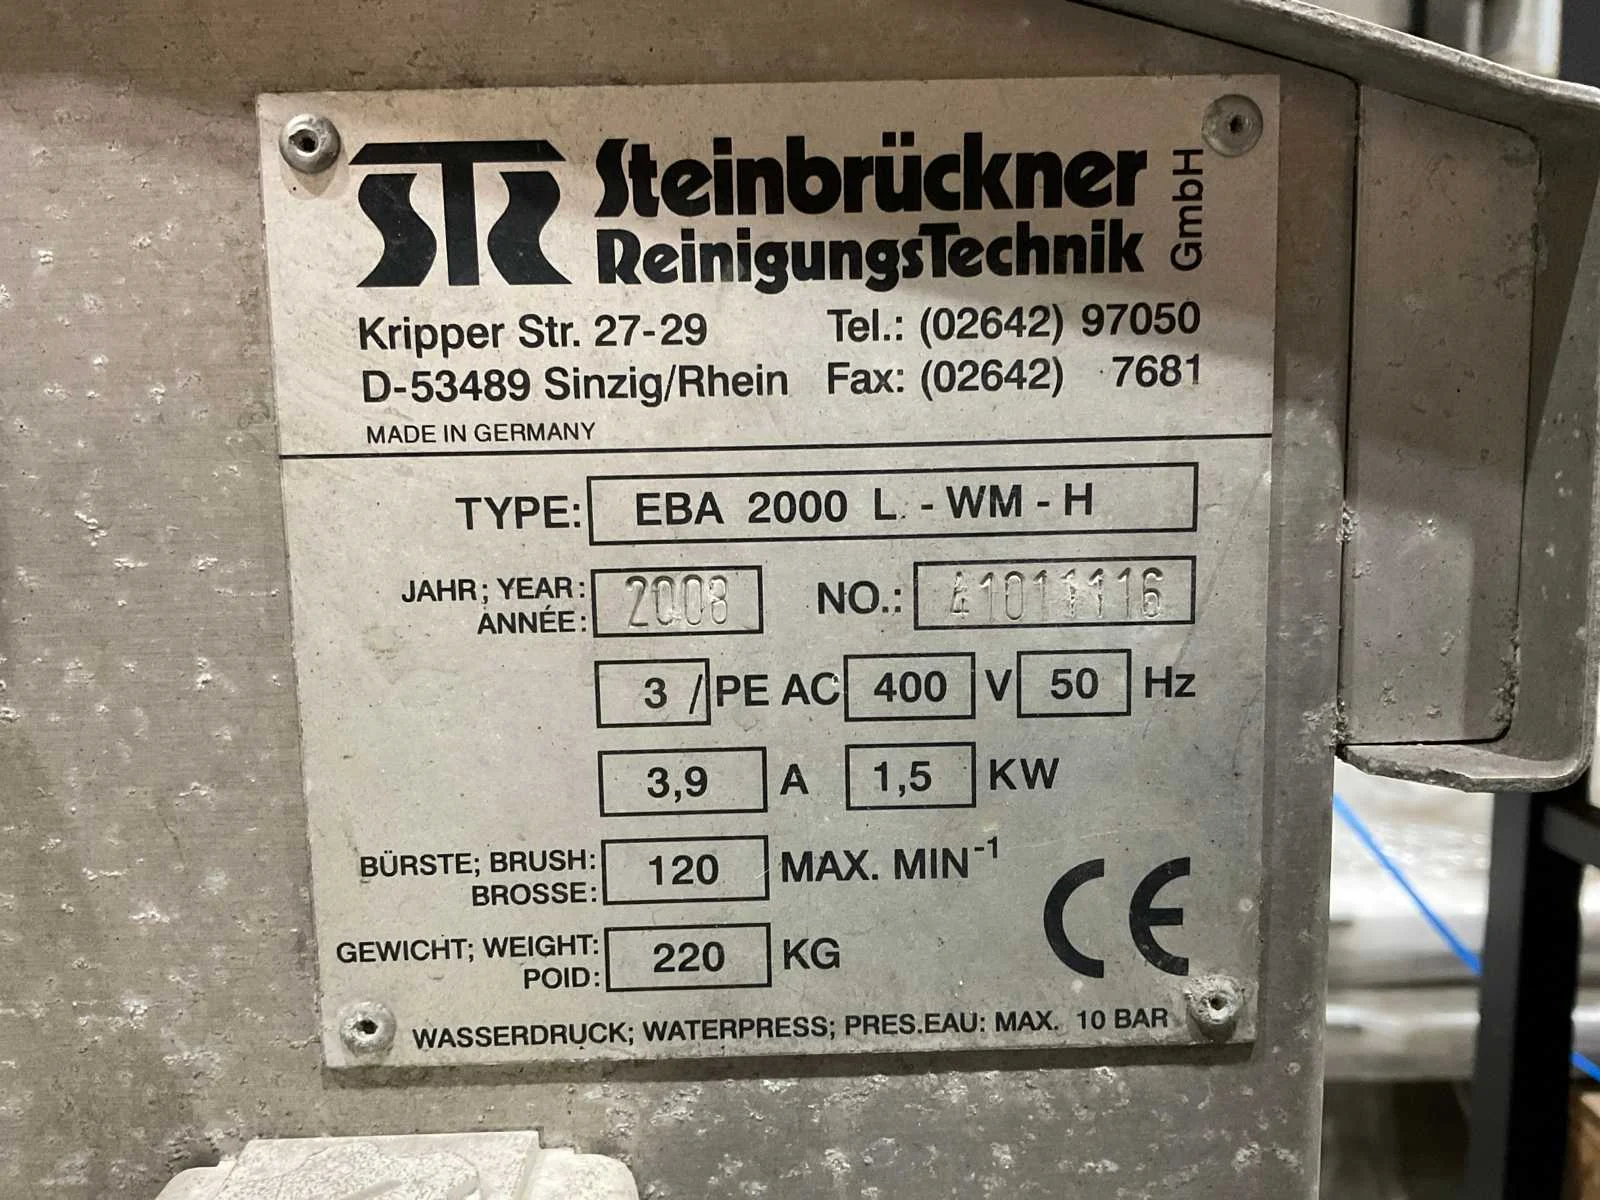 STR Steinbrückner
ReinigungsTechnik GmbH
Kripper Str. 27-29 Tel.: (02642) 97050
D-53489 Sinzig/Rhein Fax: (02642) 7681
MADE IN GERMANY
TYPE: EBA 2000 L. - WM - H
JAHR; YEAR: 2008 NO.: 41011116
ANNÉE:
3 / PE AC 400 V 50 Hz
3,9 A 1,5 KW
BÜRSTE; BRUSH: 120 MAX. MIN⁻¹
BROSSE:
GEWICHT; WEIGHT: 220 KG
POID:
CE
WASSERDRUCK; WATERPRESS; PRES.EAU: MAX. 10 BAR